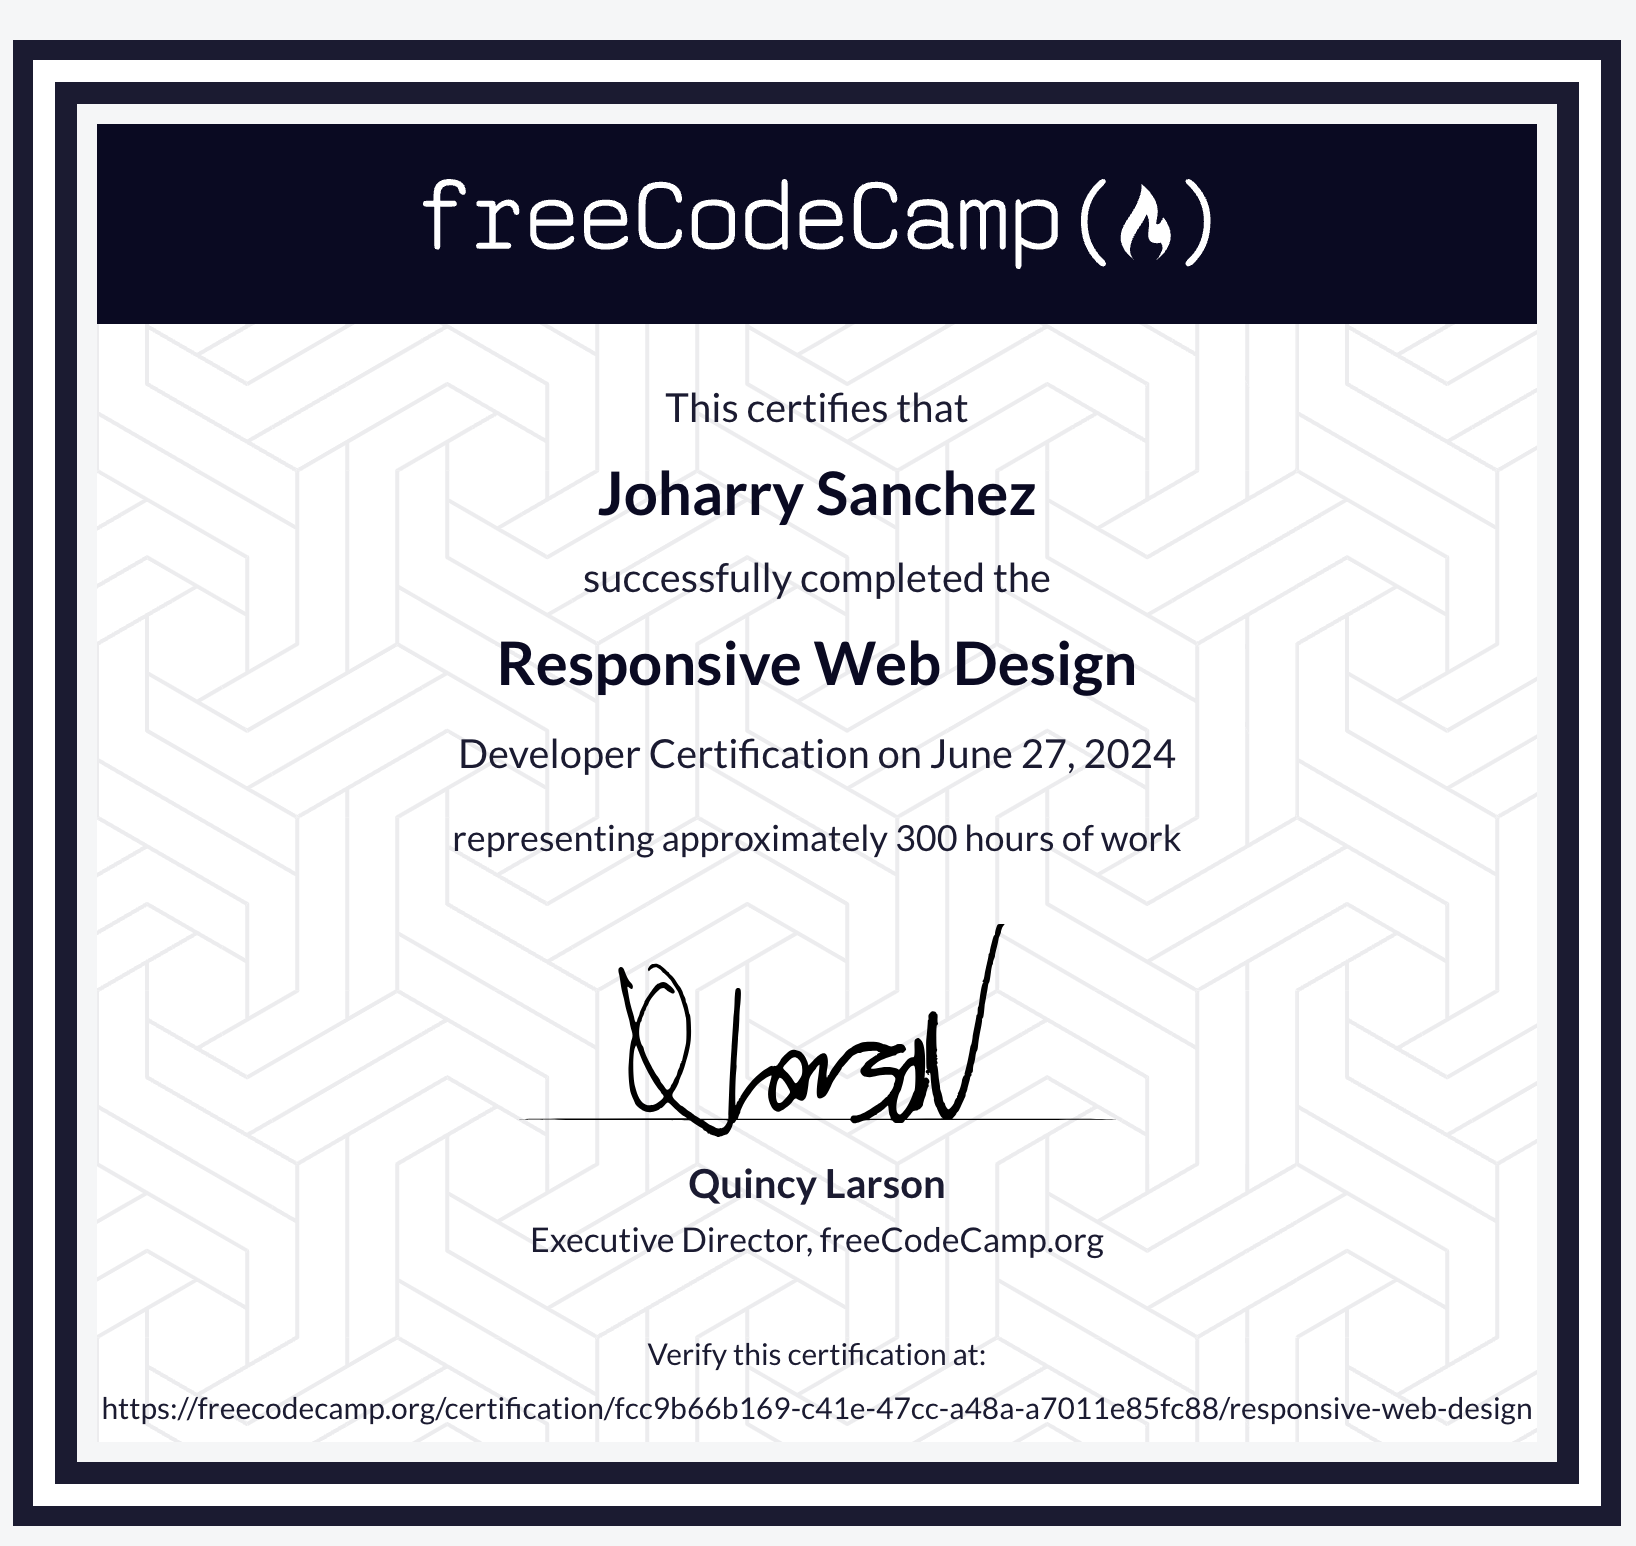 freeCodeCamp(🔥)
This certifies that
Joharry Sanchez
successfully completed the
Responsive Web Design
Developer Certification on June 27, 2024
representing approximately 300 hours of work
QLarson
Quincy Larson
Executive Director, freeCodeCamp.org
Verify this certification at:
https://freecodecamp.org/certification/fcc9b66b169-c41e-47cc-a48a-a7011e85fc88/responsive-web-design